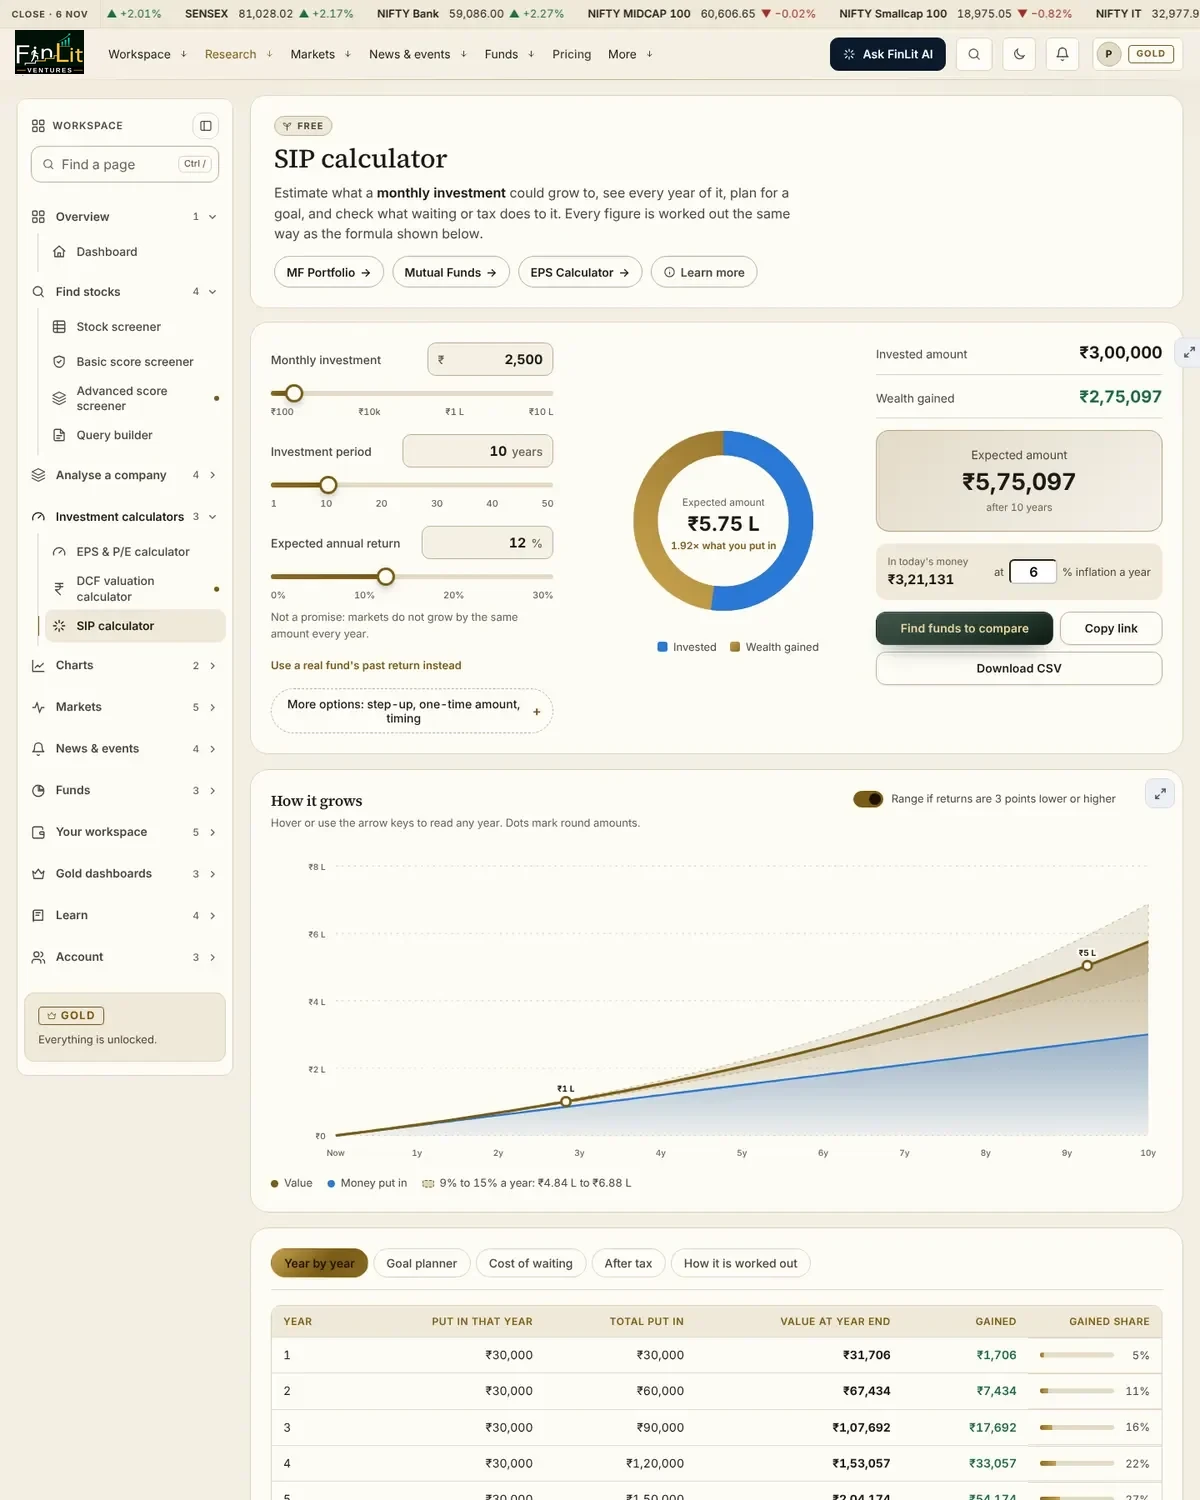 CLOSE · 6 NOV ▲ +2.01% SENSEX 81,028.02 ▲ +2.17% NIFTY Bank 59,086.00 ▲ +2.27% NIFTY MIDCAP 100 60,606.65 ▼ −0.02% NIFTY Smallcap 100 18,975.05 ▼ −0.82% NIFTY IT 32,977.9
FinLit
VENTURES
Workspace Research Markets News & events Funds Pricing More Ask FinLit AI P GOLD
WORKSPACE
Find a page Ctrl /
Overview 1
Dashboard
Find stocks 4
Stock screener
Basic score screener
Advanced score
screener
Query builder
Analyse a company 4
Investment calculators 3
EPS & P/E calculator
DCF valuation
calculator
SIP calculator
Charts 2
Markets 5
News & events 4
Funds 3
Your workspace 5
Gold dashboards 3
Learn 4
Account 3
GOLD
Everything is unlocked.
FREE
SIP calculator
Estimate what a monthly investment could grow to, see every year of it, plan for a
goal, and check what waiting or tax does to it. Every figure is worked out the same
way as the formula shown below.
MF Portfolio → Mutual Funds → EPS Calculator → Learn more
Monthly investment ₹ 2,500
₹100 ₹10k ₹1 L ₹10 L
Investment period 10 years
1 10 20 30 40 50
Expected annual return 12 %
0% 10% 20% 30%
Not a promise: markets do not grow by the same
amount every year.
Use a real fund's past return instead
More options: step-up, one-time amount,
timing +
Expected amount
₹5.75 L
1.92× what you put in
Invested Wealth gained
Invested amount ₹3,00,000
Wealth gained ₹2,75,097
Expected amount
₹5,75,097
after 10 years
In today's money
₹3,21,131
at 6 % inflation a year
Find funds to compare Copy link
Download CSV
How it grows
Range if returns are 3 points lower or higher
Hover or use the arrow keys to read any year. Dots mark round amounts.
₹8 L
₹6 L
₹5 L
₹4 L
₹2 L
₹1 L
₹0
Now 1y 2y 3y 4y 5y 6y 7y 8y 9y 10y
Value Money put in 9% to 15% a year: ₹4.84 L to ₹6.88 L
Year by year Goal planner Cost of waiting After tax How it is worked out
YEAR PUT IN THAT YEAR TOTAL PUT IN VALUE AT YEAR END GAINED GAINED SHARE
1 ₹30,000 ₹30,000 ₹31,706 ₹1,706 5%
2 ₹30,000 ₹60,000 ₹67,434 ₹7,434 11%
3 ₹30,000 ₹90,000 ₹1,07,692 ₹17,692 16%
4 ₹30,000 ₹1,20,000 ₹1,53,057 ₹33,057 22%
5 ₹30,000 ₹1,50,000 ₹2,04,174 ₹54,174 27%